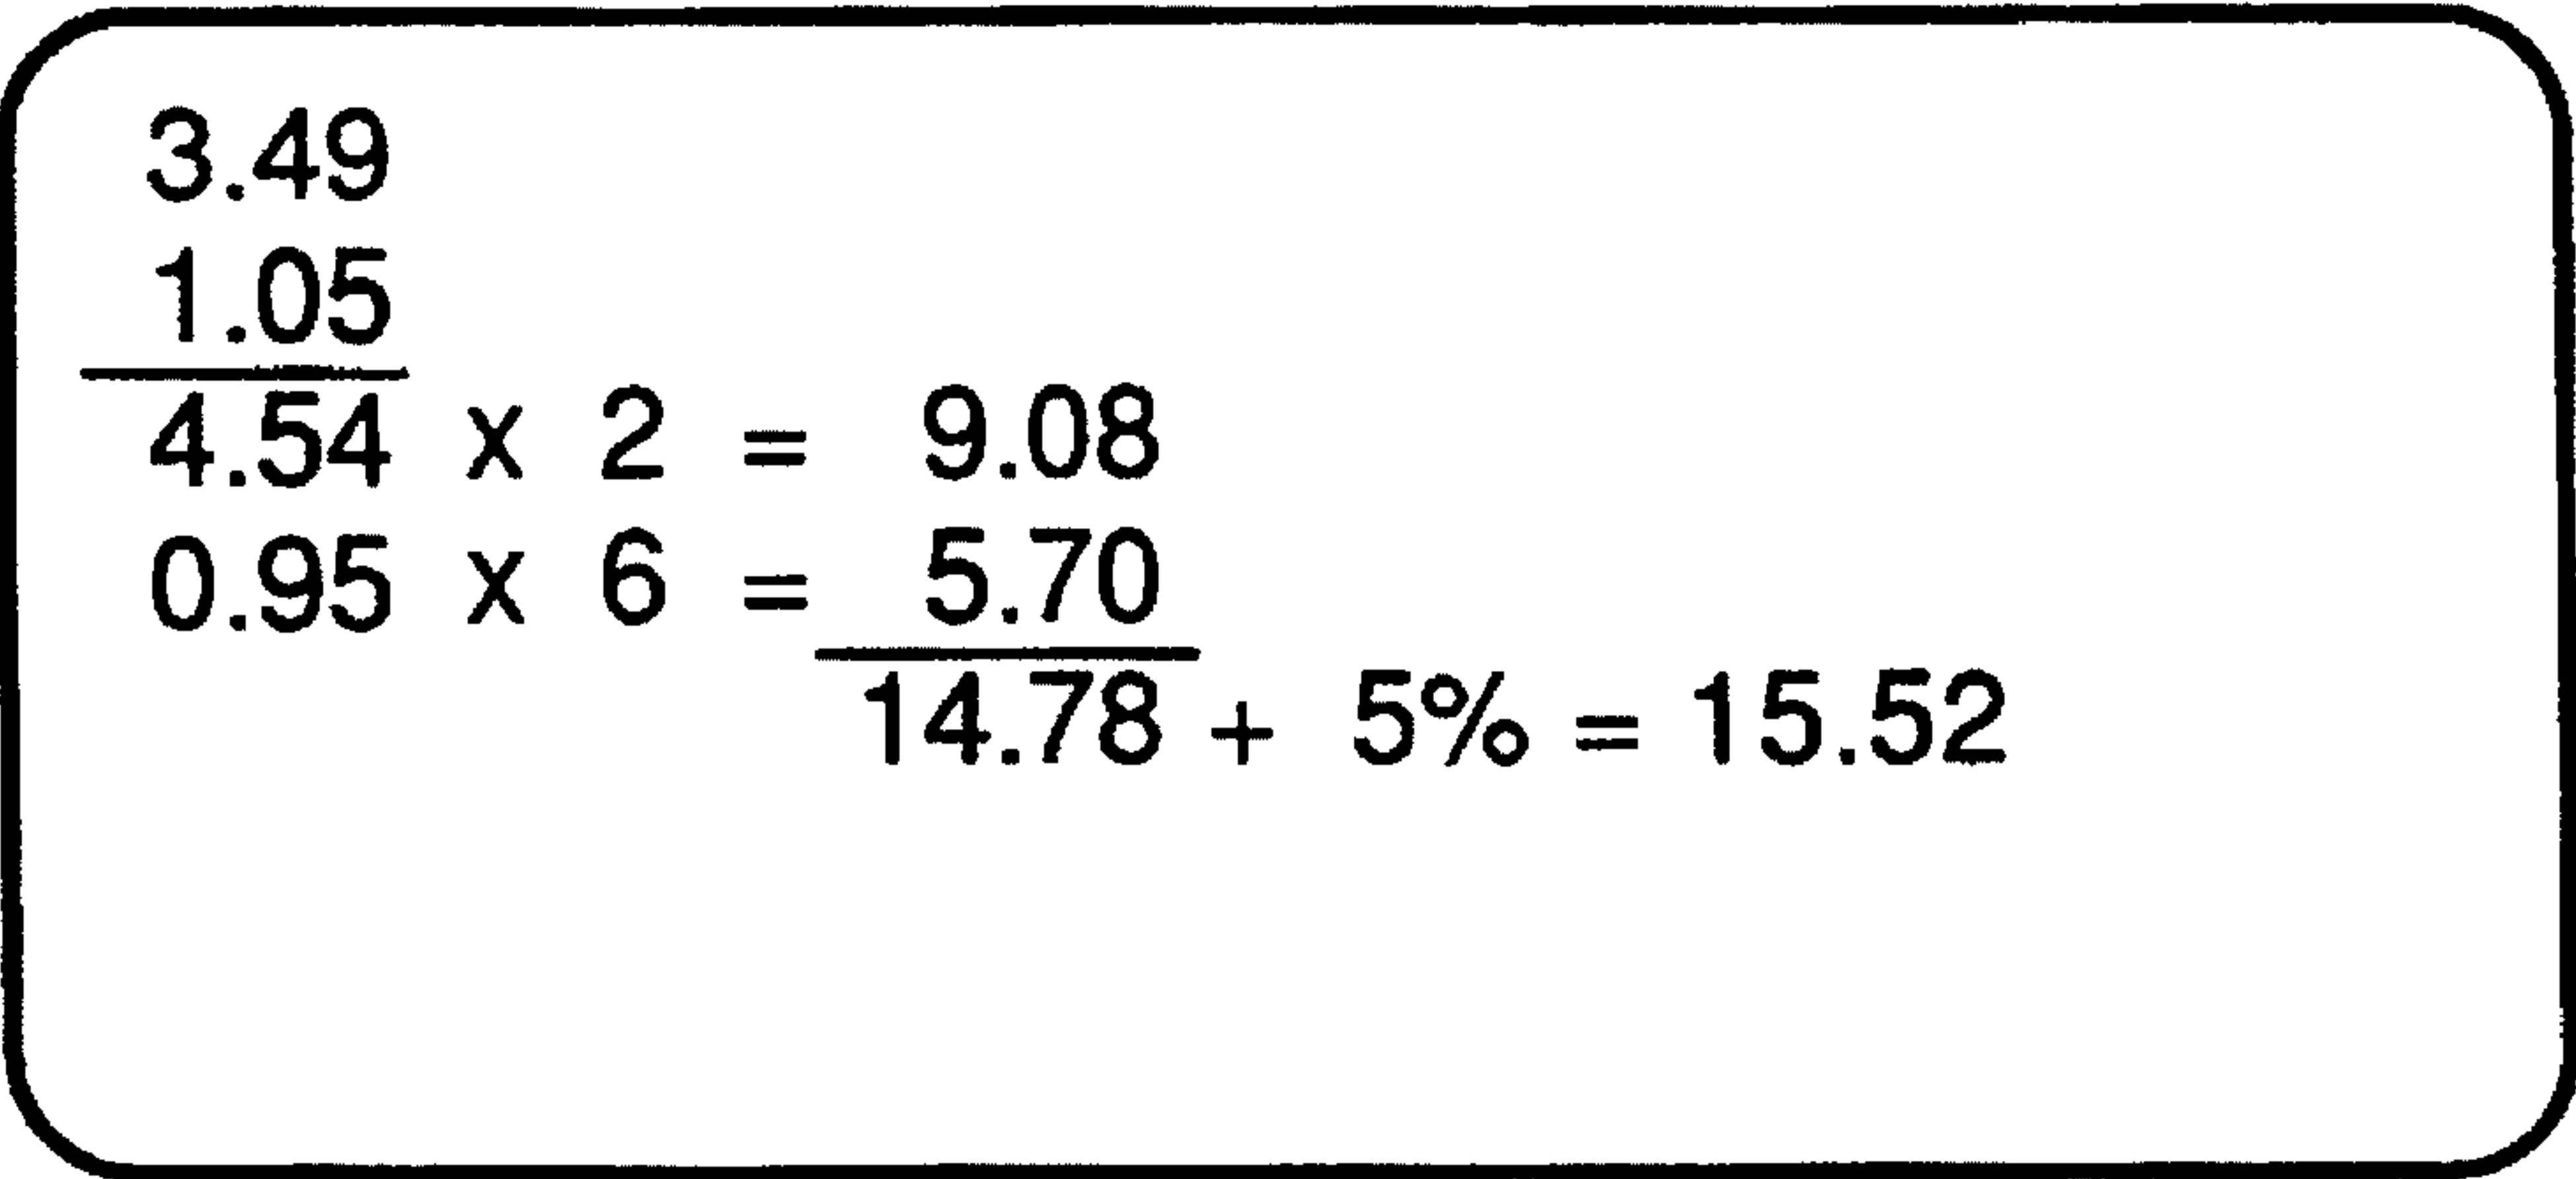 3.49
1.05
4.54 x 2 = 9.08
0.95 x 6 = 5.70
14.78 + 5% = 15.52